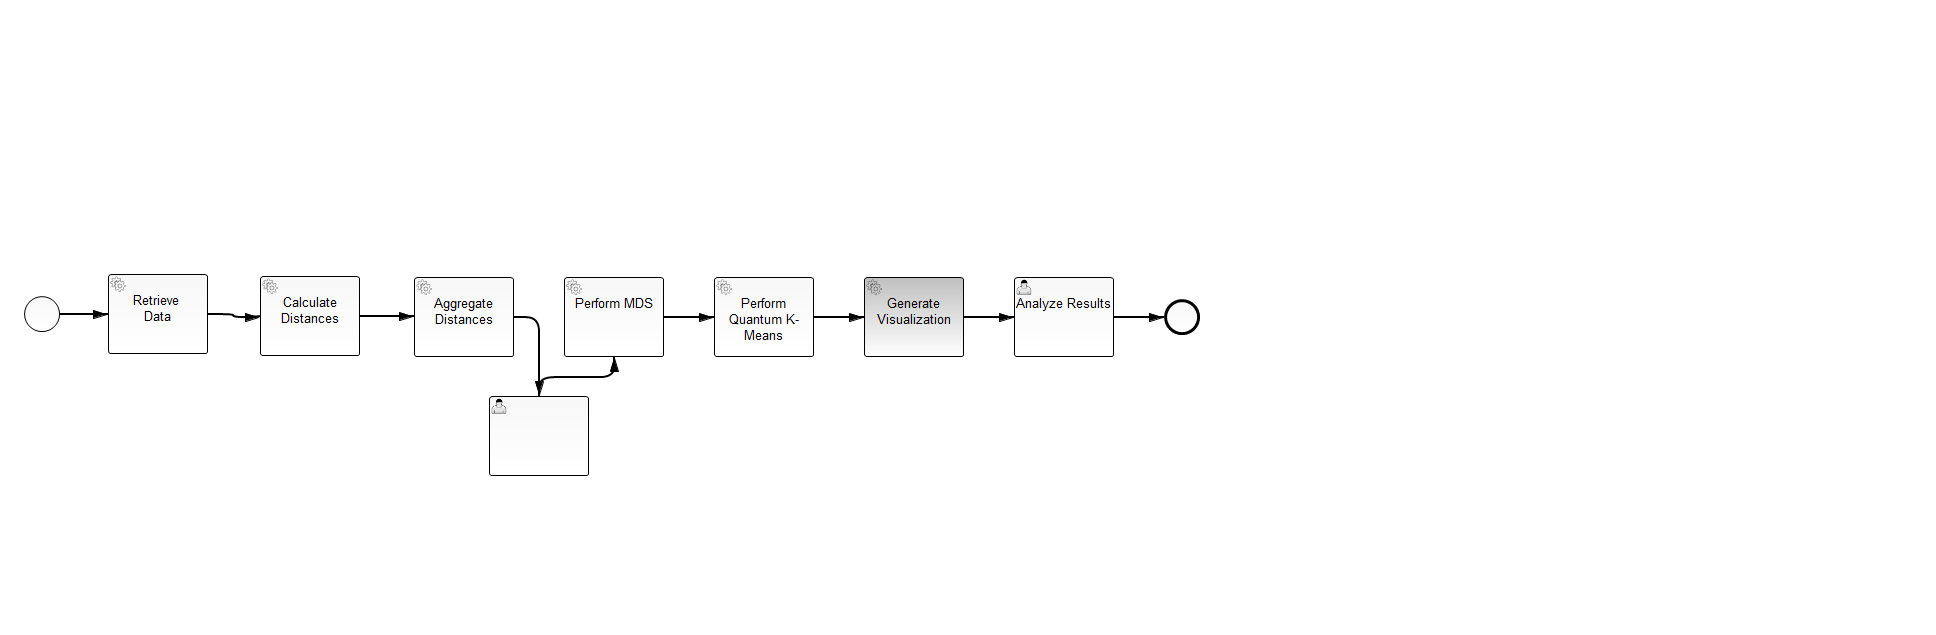 Retrieve
Data
Calculate
Distances
Aggregate
Distances
Perform MDS
Perform
Quantum K-
Means
Generate
Visualization
Analyze Results